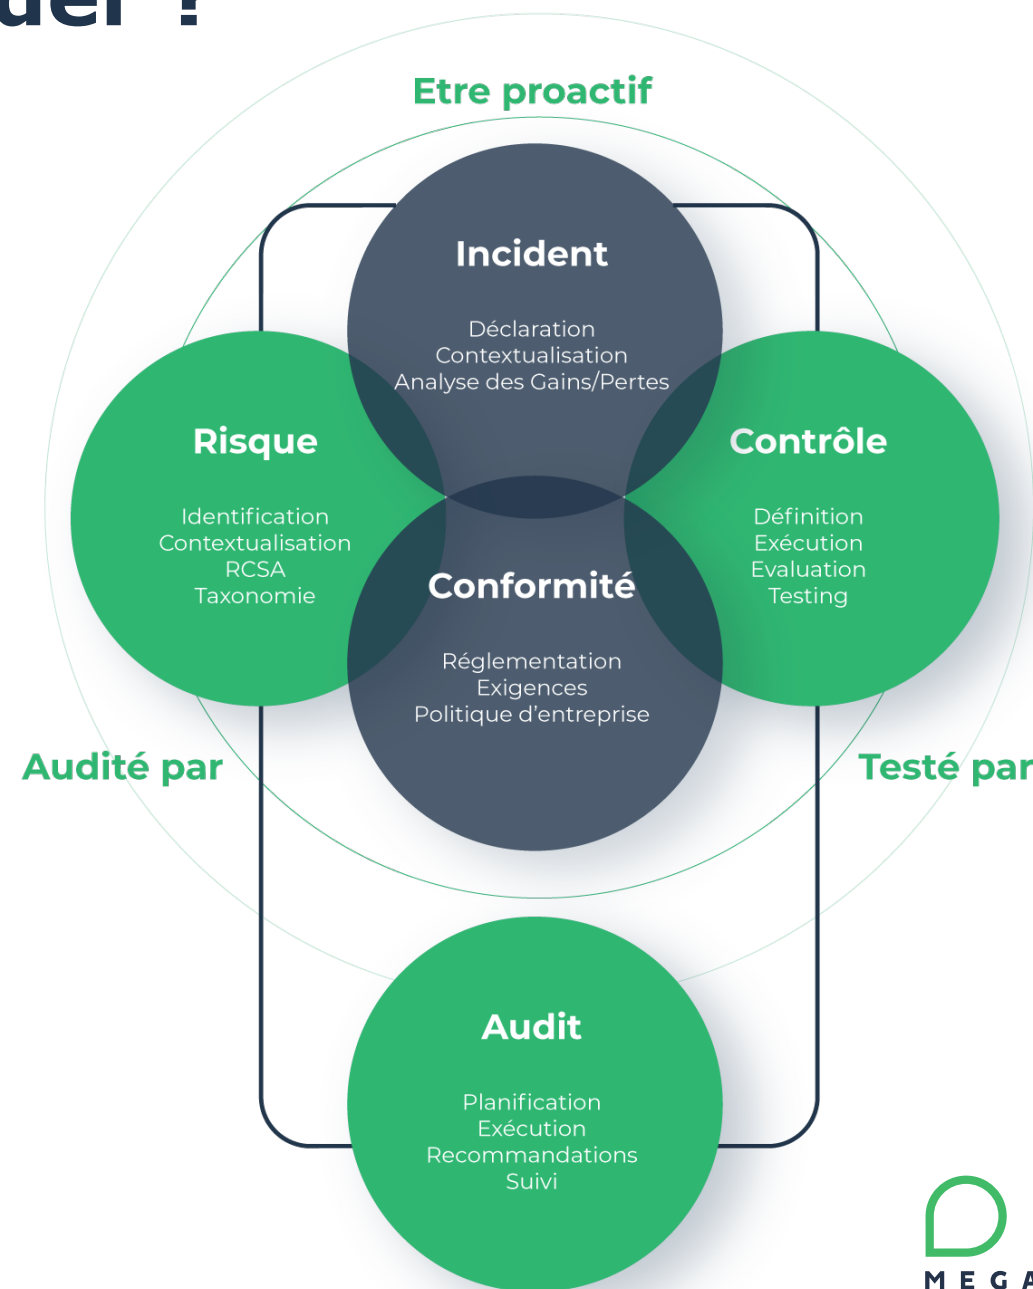 uer ?
Etre proactif
Incident
Déclaration
Contextualisation
Analyse des Gains/Pertes
Risque
Identification
Contextualisation
RCSA
Taxonomie
Contrôle
Définition
Exécution
Evaluation
Testing
Conformité
Réglementation
Exigences
Politique d’entreprise
Audité par
Testé par
Audit
Planification
Exécution
Recommandations
Suivi
MEGA